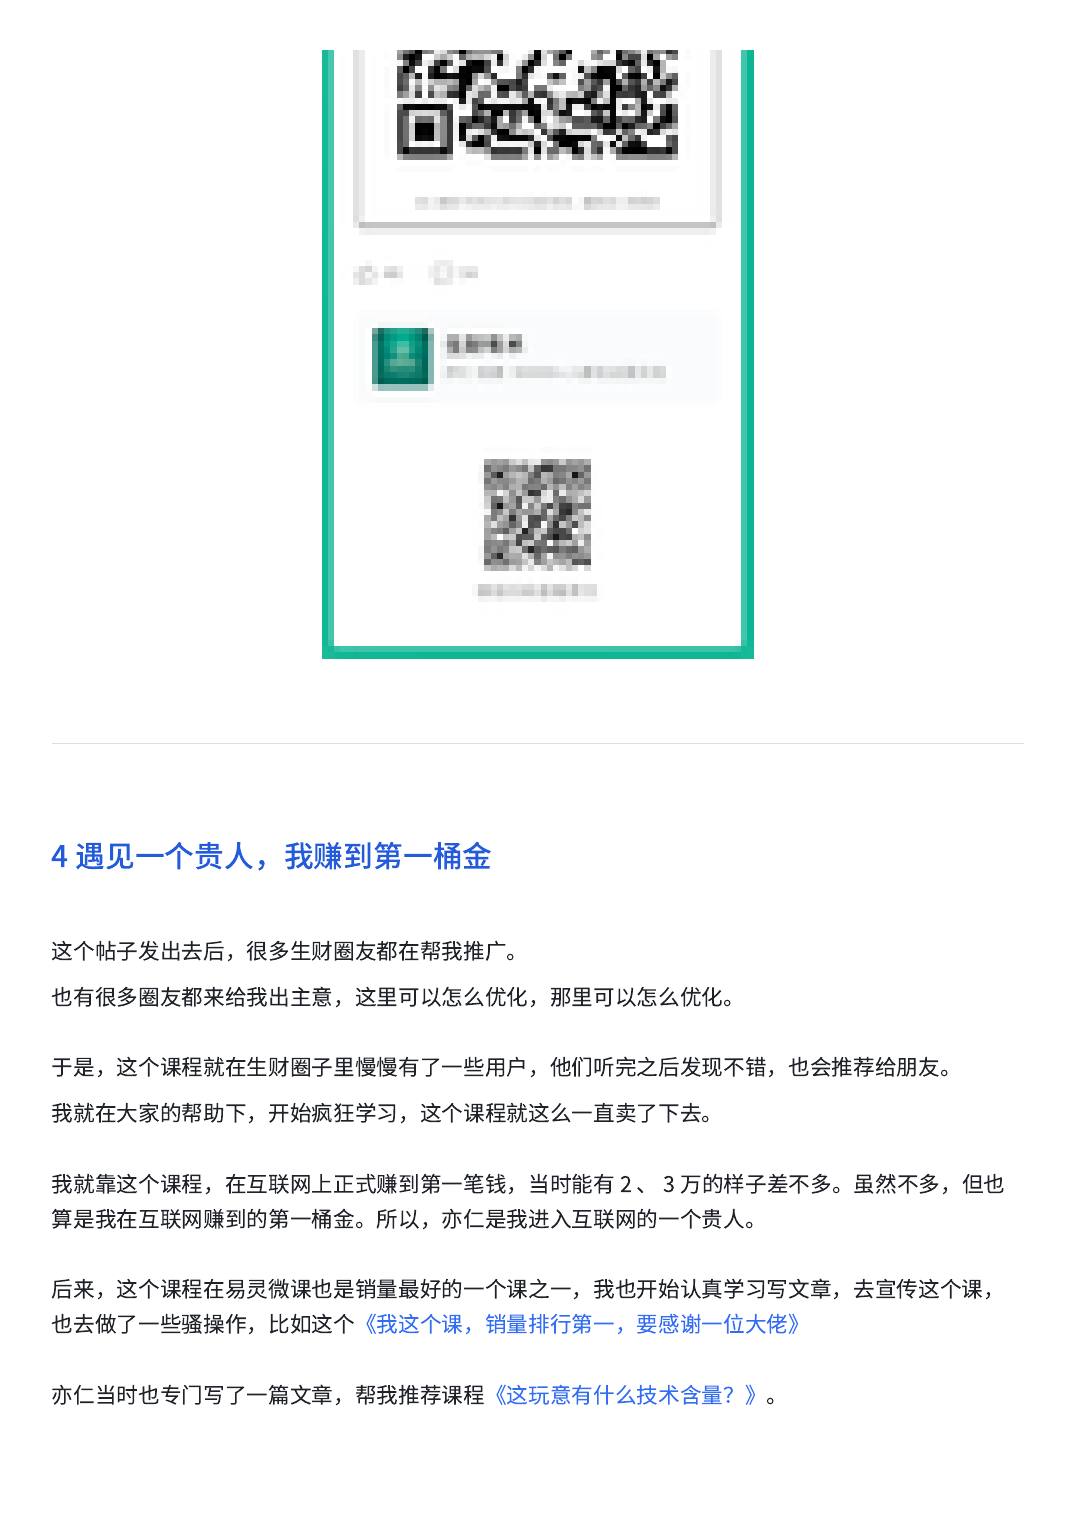 4 遇见一个贵人，我赚到第一桶金
这个帖子发出去后，很多生财圈友都在帮我推广。
也有很多圈友都来给我出主意，这里可以怎么优化，那里可以怎么优化。
于是，这个课程就在生财圈子里慢慢有了一些用户，他们听完之后发现不错，也会推荐给朋友。
我就在大家的帮助下，开始疯狂学习，这个课程就这么一直卖了下去。
我就靠这个课程，在互联网上正式赚到第一笔钱，当时能有 2 、 3 万的样子差不多。虽然不多，但也
算是我在互联网赚到的第一桶金。所以，亦仁是我进入互联网的一个贵人。
后来，这个课程在易灵微课也是销量最好的一个课之一，我也开始认真学习写文章，去宣传这个课，
也去做了一些骚操作，比如这个《我这个课，销量排行第一，要感谢一位大佬》
亦仁当时也专门写了一篇文章，帮我推荐课程《这玩意有什么技术含量？》。